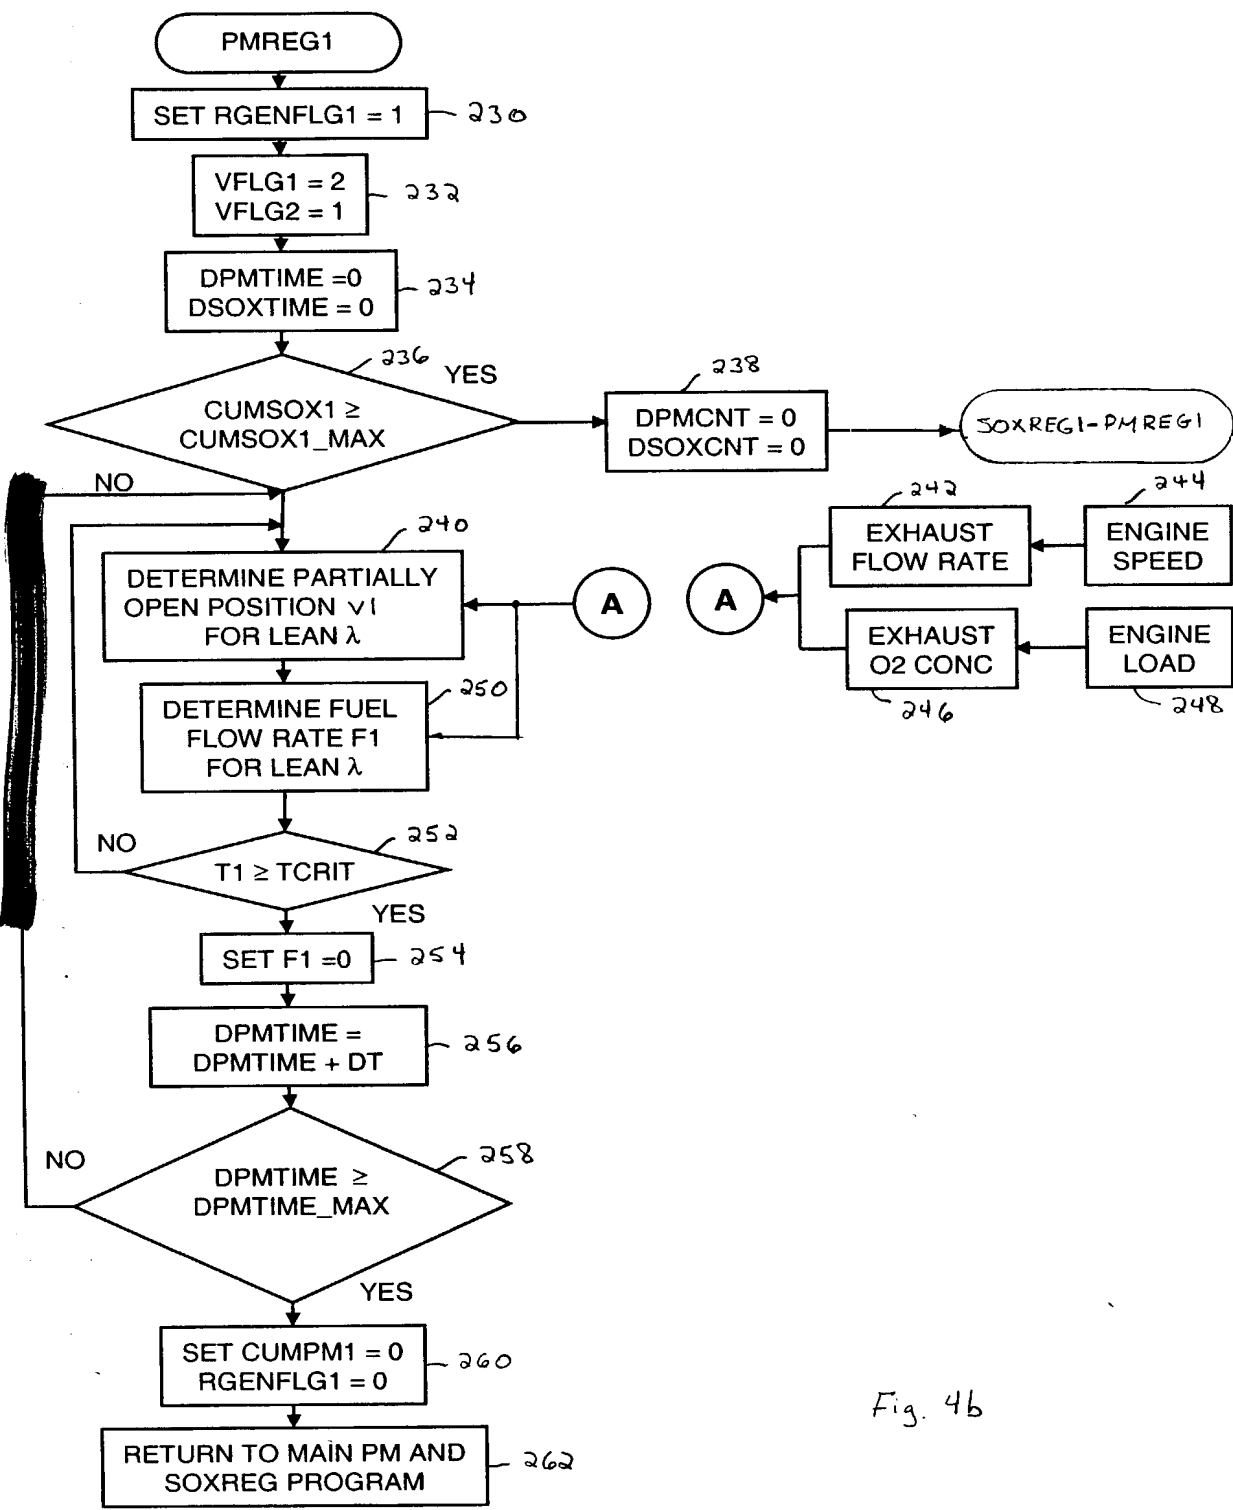 PMREG1
SET RGENFLG1 = 1
230
VFLG1 = 2
VFLG2 = 1
232
DPMTIME =0
DSOXTIME = 0
234
236
YES
CUMSOX1 ≥
CUMSOX1_MAX
238
DPMCNT = 0
DSOXCNT = 0
SOXREG1-PMREG1
NO
240
DETERMINE PARTIALLY
OPEN POSITION v1
FOR LEAN λ
A
A
242
EXHAUST
FLOW RATE
244
ENGINE
SPEED
EXHAUST
O2 CONC
246
ENGINE
LOAD
248
250
DETERMINE FUEL
FLOW RATE F1
FOR LEAN λ
NO
252
T1 ≥ TCRIT
YES
SET F1 =0
254
DPMTIME =
DPMTIME + DT
256
NO
258
DPMTIME ≥
DPMTIME_MAX
YES
SET CUMPM1 = 0
RGENFLG1 = 0
260
RETURN TO MAIN PM AND
SOXREG PROGRAM
262
Fig. 4b